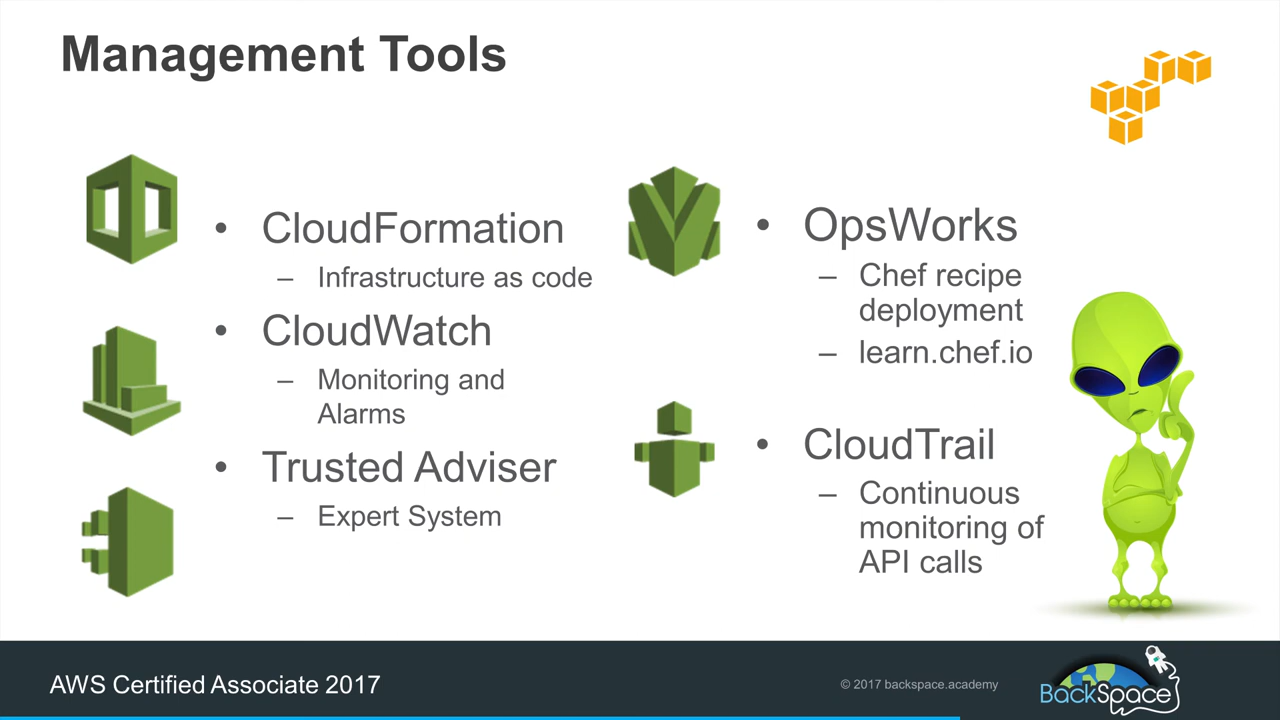 Management Tools
• CloudFormation
– Infrastructure as code
• CloudWatch
– Monitoring and
Alarms
• Trusted Adviser
– Expert System
• OpsWorks
– Chef recipe
deployment
– learn.chef.io
• CloudTrail
– Continuous
monitoring of
API calls
AWS Certified Associate 2017
© 2017 backspace.academy
BackSpace